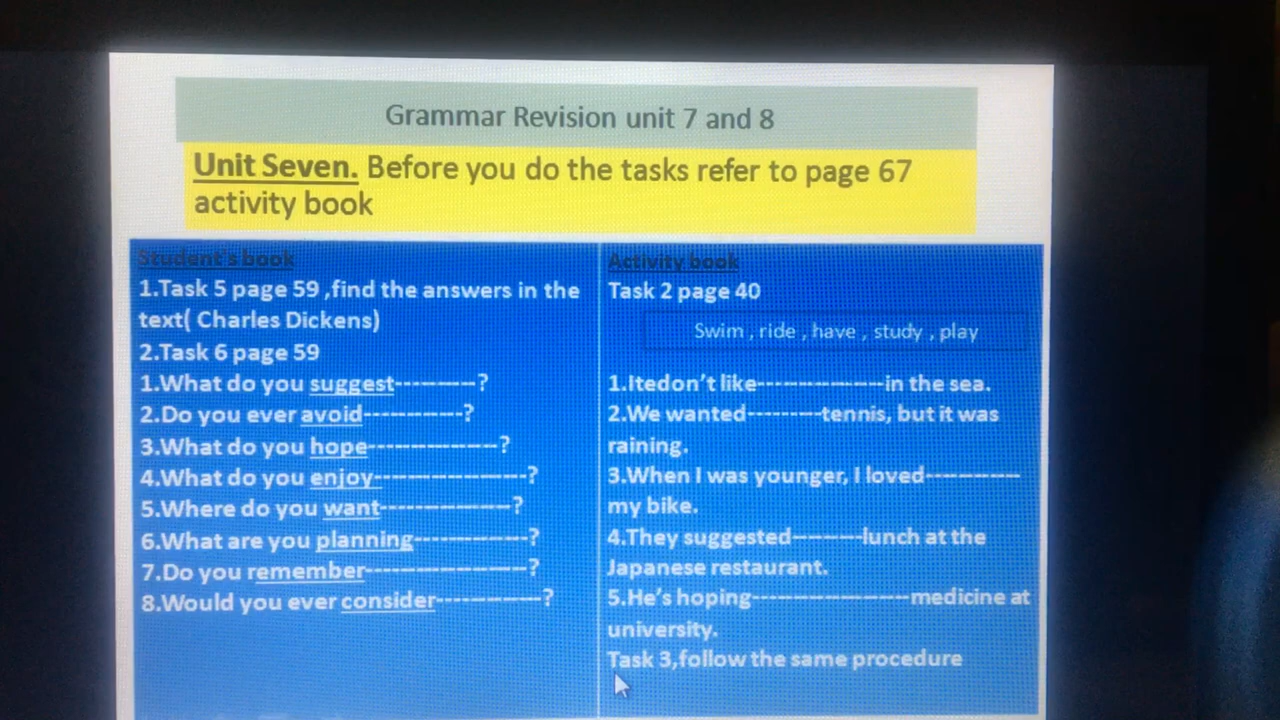 Grammar Revision unit 7 and 8
Unit Seven. Before you do the tasks refer to page 67
activity book
Student's book
1.Task 5 page 59 ,find the answers in the
text( Charles Dickens)
2.Task 6 page 59
1.What do you suggest---------?
2.Do you ever avoid-----------?
3.What do you hope--------------?
4.What do you enjoy-----------------?
5.Where do you want--------------?
6.What are you planning------------?
7.Do you remember-----------------?
8.Would you ever consider------------?
Activity book
Task 2 page 40
Swim , ride , have , study , play
1.Itedon't like--------------in the sea.
2.We wanted--------tennis, but it was
raining.
3.When I was younger, I loved----------
my bike.
4.They suggested--------lunch at the
Japanese restaurant.
5.He's hoping-----------------medicine at
university.
Task 3,follow the same procedure